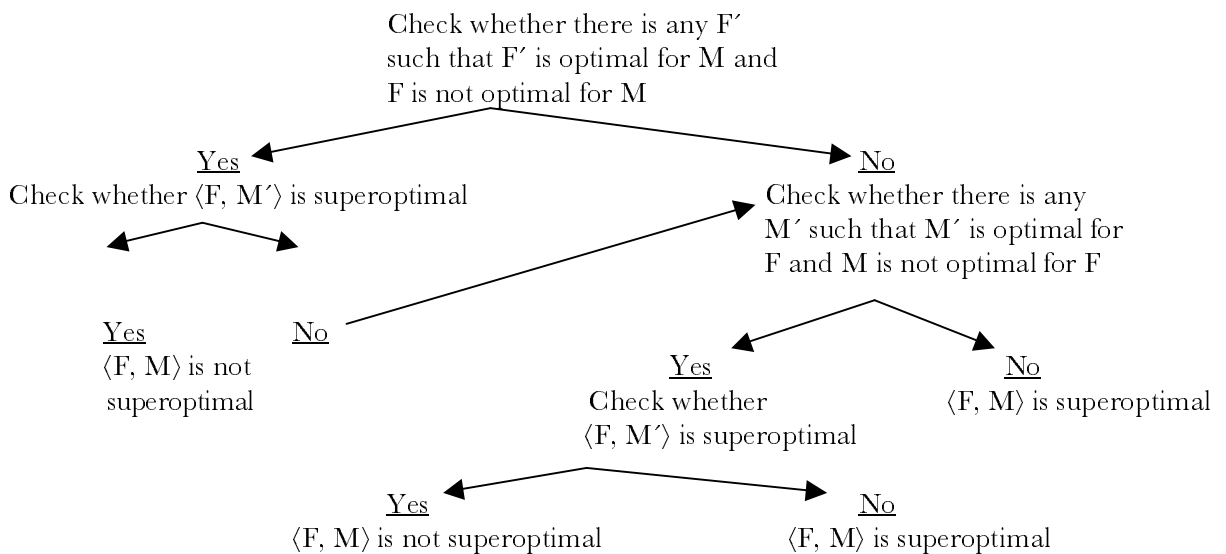 Check whether there is any F′
such that F′ is optimal for M and
F is not optimal for M
Yes
Check whether ⟨F, M′⟩ is superoptimal
No
Check whether there is any
M′ such that M′ is optimal for
F and M is not optimal for F
Yes
⟨F, M⟩ is not
superoptimal
No
Yes
Check whether
⟨F, M′⟩ is superoptimal
No
⟨F, M⟩ is superoptimal
Yes
⟨F, M⟩ is not superoptimal
No
⟨F, M⟩ is superoptimal